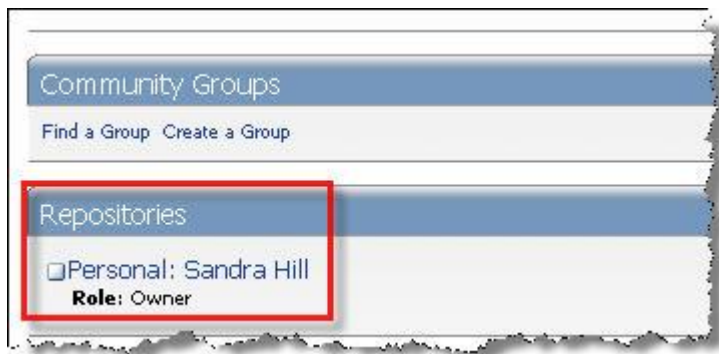 Community Groups
Find a Group Create a Group
Repositories
Personal: Sandra Hill
Role: Owner